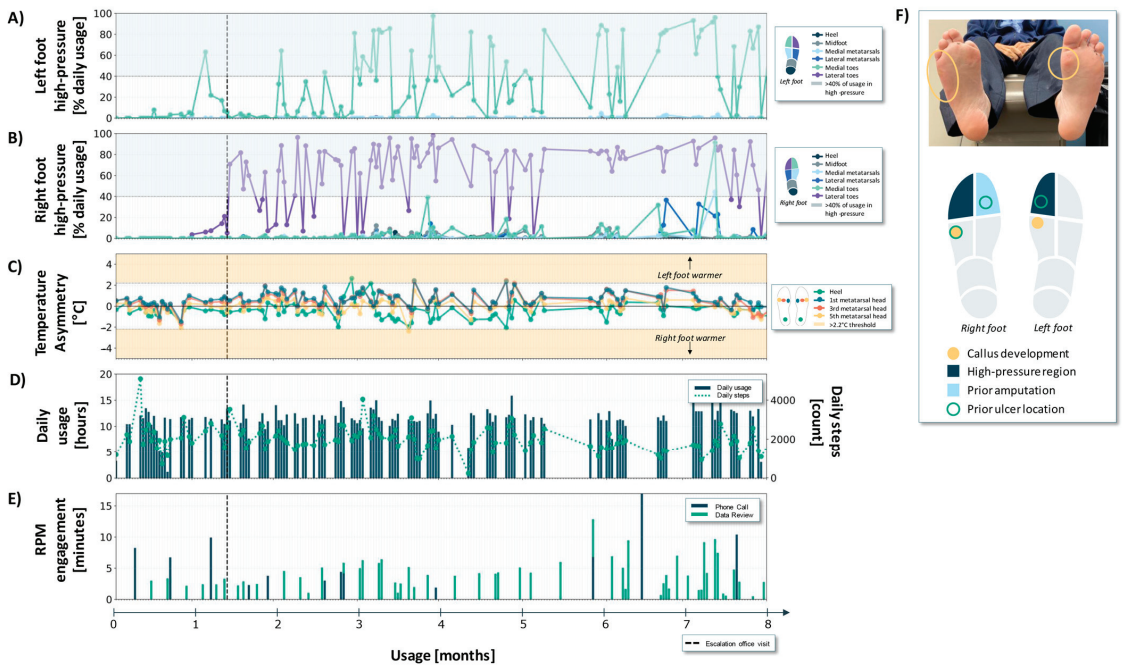 A)
Left foot
high-pressure
[% daily usage]
100
80
60
40
20
0
Heel
Midfoot
Medial metatarsals
Lateral metatarsals
Medial toes
Lateral toes
>40% of usage in
high -pressure
Left foot
B)
Right foot
high-pressure
[% daily usage]
100
80
60
40
20
0
Heel
Midfoot
Medial metatarsals
Lateral metatarsals
Medial toes
Lateral toes
>40% of usage in
high-pressure
Right foot
C)
Temperature
Asymmetry
[°C]
4
2
0
−2
−4
Left foot warmer
Right foot warmer
Heel
1st metatarsal head
3rd metatarsal head
5th metatarsal head
>2.2°C threshold
D)
Daily
usage
[hours]
20
15
10
5
0
Daily usage
Daily steps
4000
2000
0
Daily steps
[count]
E)
RPM
engagement
[minutes]
15
10
5
0
Phone Call
Data Review
0 1 2 3 4 5 6 7 8
Usage [months]
Escalation office visit
F)
Right foot
Left foot
Callus development
High-pressure region
Prior amputation
Prior ulcer location